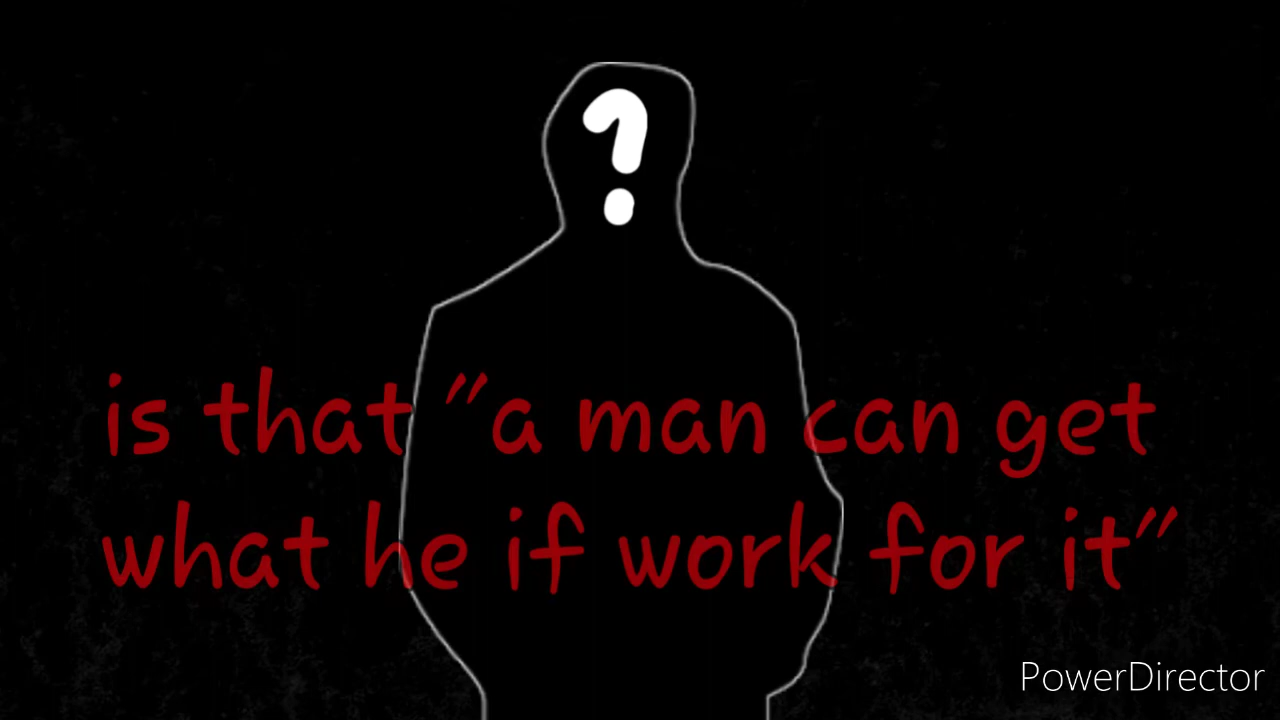 ?
is that "a man can get
what he if work for it"
PowerDirector